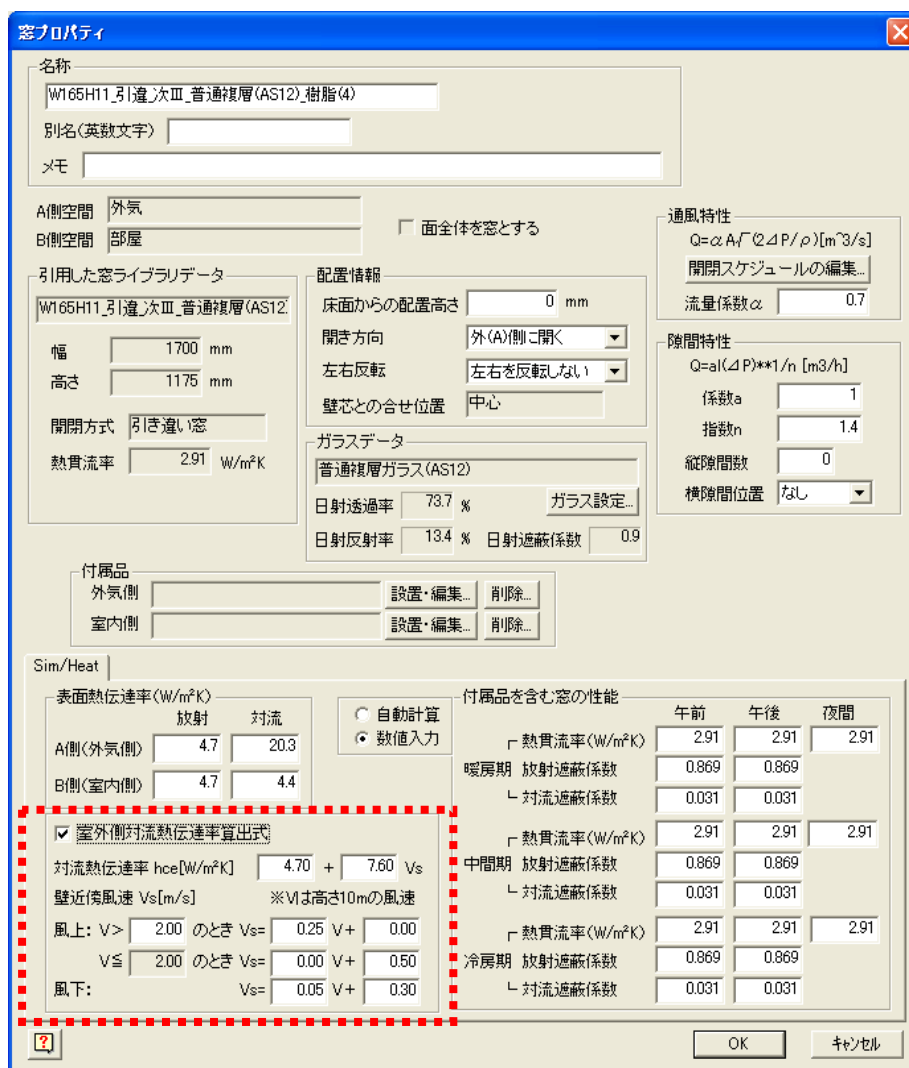 窓プロパティ
名称
W165H11_引違_次Ⅲ_普通複層(AS12)_樹脂(4)
別名(英数文字)
メモ
A側空間 外気
B側空間 部屋
面全体を窓とする
引用した窓ライブラリデータ
W165H11_引違_次Ⅲ_普通複層(AS12)
幅 1700 mm
高さ 1175 mm
開閉方式 引き違い窓
熱貫流率 2.91 W/m²K
配置情報
床面からの配置高さ 0 mm
開き方向 外(A)側に開く
左右反転 左右を反転しない
壁芯との合せ位置 中心
ガラスデータ
普通複層ガラス(AS12)
日射透過率 73.7 % ガラス設定...
日射反射率 13.4 % 日射遮蔽係数 0.9
通風特性
Q=αA√(2⊿P/ρ)[m^3/s]
開閉スケジュールの編集...
流量係数α 0.7
隙間特性
Q=al(⊿P)**1/n [m3/h]
係数a 1
指数n 1.4
縦隙間数 0
横隙間位置 なし
付属品
外気側 設置・編集... 削除...
室内側 設置・編集... 削除...
Sim/Heat
表面熱伝達率(W/m²K)
放射 対流
A側(外気側) 4.7 20.3
B側(室内側) 4.7 4.4
自動計算
数値入力
室外側対流熱伝達率算出式
対流熱伝達率 hce[W/m²K] 4.70 + 7.60 Vs
壁近傍風速 Vs[m/s] ※Vは高さ10mの風速
風上: V> 2.00 のとき Vs= 0.25 V+ 0.00
V≦ 2.00 のとき Vs= 0.00 V+ 0.50
風下: Vs= 0.05 V+ 0.30
付属品を含む窓の性能
午前 午後 夜間
┌ 熱貫流率(W/m²K) 2.91 2.91 2.91
暖房期 放射遮蔽係数 0.869 0.869
└ 対流遮蔽係数 0.031 0.031
┌ 熱貫流率(W/m²K) 2.91 2.91 2.91
中間期 放射遮蔽係数 0.869 0.869
└ 対流遮蔽係数 0.031 0.031
┌ 熱貫流率(W/m²K) 2.91 2.91 2.91
冷房期 放射遮蔽係数 0.869 0.869
└ 対流遮蔽係数 0.031 0.031
?
OK キャンセル